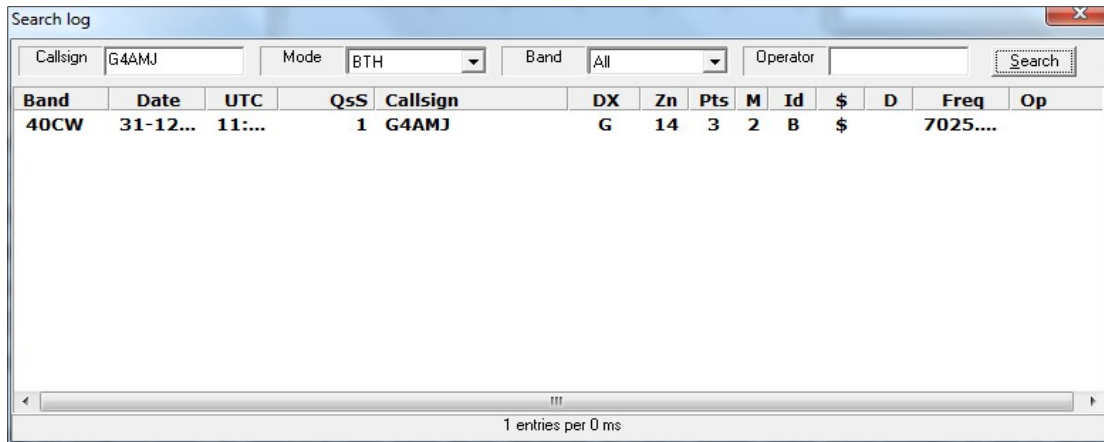 Search log
Callsign G4AMJ Mode BTH Band All Operator Search
Band Date UTC QsS Callsign DX Zn Pts M Id $ D Freq Op
40CW 31-12... 11:... 1 G4AMJ G 14 3 2 B $ 7025....
1 entries per 0 ms